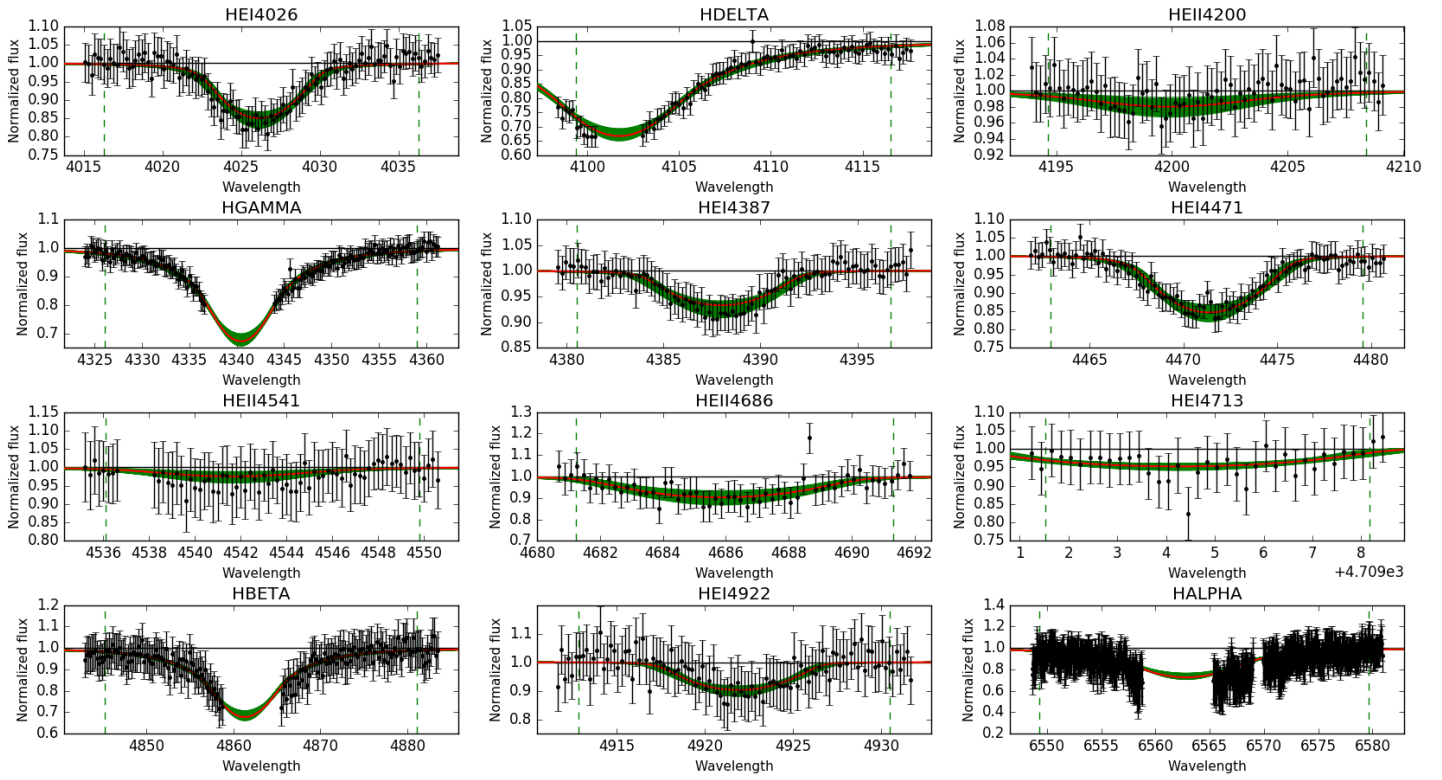 HEI4026 HDELTA HEII4200
Normalized flux 1.10 1.05 1.00 0.95 0.90 0.85 0.80 0.75
4015 4020 4025 4030 4035
Wavelength
Normalized flux 1.05 1.00 0.95 0.90 0.85 0.80 0.75 0.70 0.65 0.60
4100 4105 4110 4115
Wavelength
Normalized flux 1.08 1.06 1.04 1.02 1.00 0.98 0.96 0.94 0.92
4195 4200 4205 4210
Wavelength
HGAMMA HEI4387 HEI4471
Normalized flux 1.1 1.0 0.9 0.8 0.7
4325 4330 4335 4340 4345 4350 4355 4360
Wavelength
Normalized flux 1.10 1.05 1.00 0.95 0.90 0.85
4380 4385 4390 4395
Wavelength
Normalized flux 1.10 1.05 1.00 0.95 0.90 0.85 0.80 0.75
4465 4470 4475 4480
Wavelength
HEII4541 HEII4686 HEI4713
Normalized flux 1.15 1.10 1.05 1.00 0.95 0.90 0.85 0.80
4536 4538 4540 4542 4544 4546 4548 4550
Wavelength
Normalized flux 1.3 1.2 1.1 1.0 0.9 0.8 0.7
4680 4682 4684 4686 4688 4690 4692
Wavelength
Normalized flux 1.10 1.05 1.00 0.95 0.90 0.85 0.80 0.75
1 2 3 4 5 6 7 8
Wavelength +4.709e3
HBETA HEI4922 HALPHA
Normalized flux 1.2 1.1 1.0 0.9 0.8 0.7 0.6
4850 4860 4870 4880
Wavelength
Normalized flux 1.1 1.0 0.9 0.8
4915 4920 4925 4930
Wavelength
Normalized flux 1.4 1.2 1.0 0.8 0.6 0.4 0.2
6550 6555 6560 6565 6570 6575 6580
Wavelength